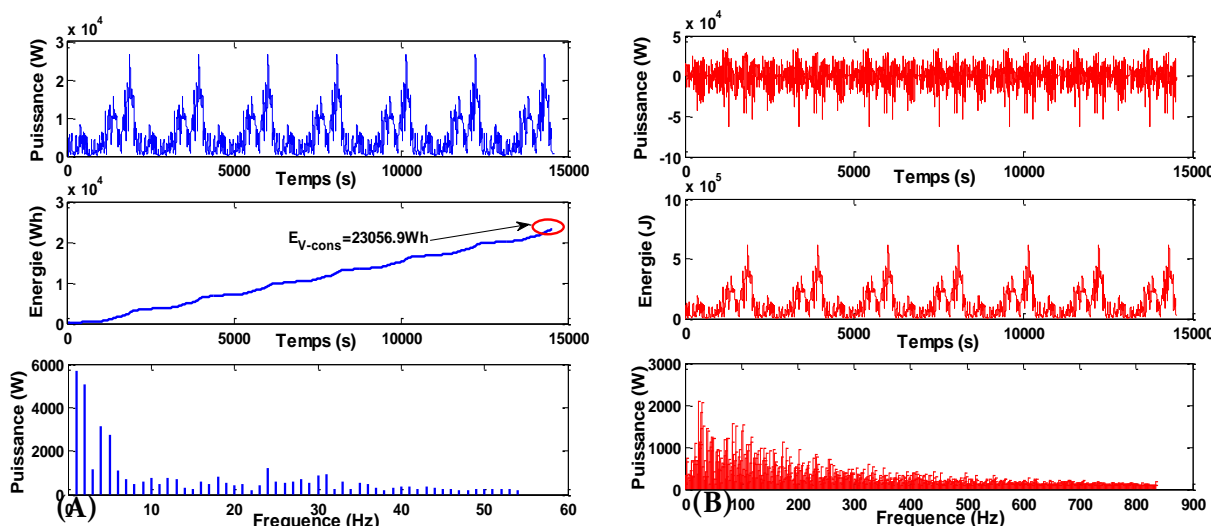 x 10^4
Puissance (W)
3
2
1
0
0 5000 10000 15000
Temps (s)
x 10^4
Energie (Wh)
3
2
1
0
E_V-cons=23056.9Wh
0 5000 10000 15000
Temps (s)
Puissance (W)
6000
4000
2000
0
0 10 20 30 40 50 60
(A)
Frequence (Hz)
x 10^4
Puissance (W)
5
0
-5
-10
0 5000 10000 15000
Temps (s)
x 10^5
Energie (J)
10
5
0
0 5000 10000 15000
Temps (s)
Puissance (W)
3000
2000
1000
0
0 100 200 300 400 500 600 700 800 900
(B)
Frequence (Hz)